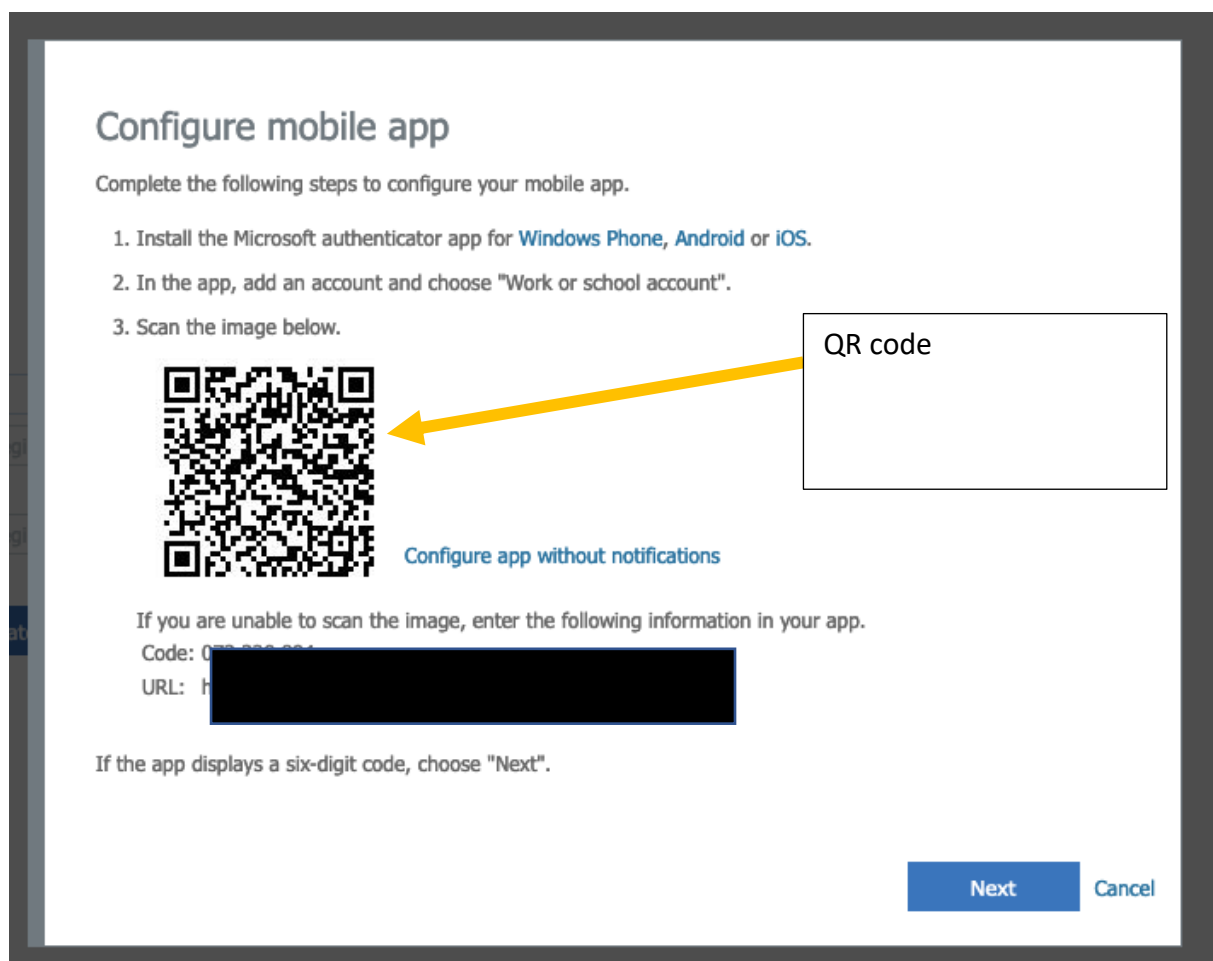 Configure mobile app
Complete the following steps to configure your mobile app.
1. Install the Microsoft authenticator app for Windows Phone, Android or iOS.
2. In the app, add an account and choose "Work or school account".
3. Scan the image below.
QR code
Configure app without notifications
If you are unable to scan the image, enter the following information in your app.
Code:
URL: h
If the app displays a six-digit code, choose "Next".
Next Cancel